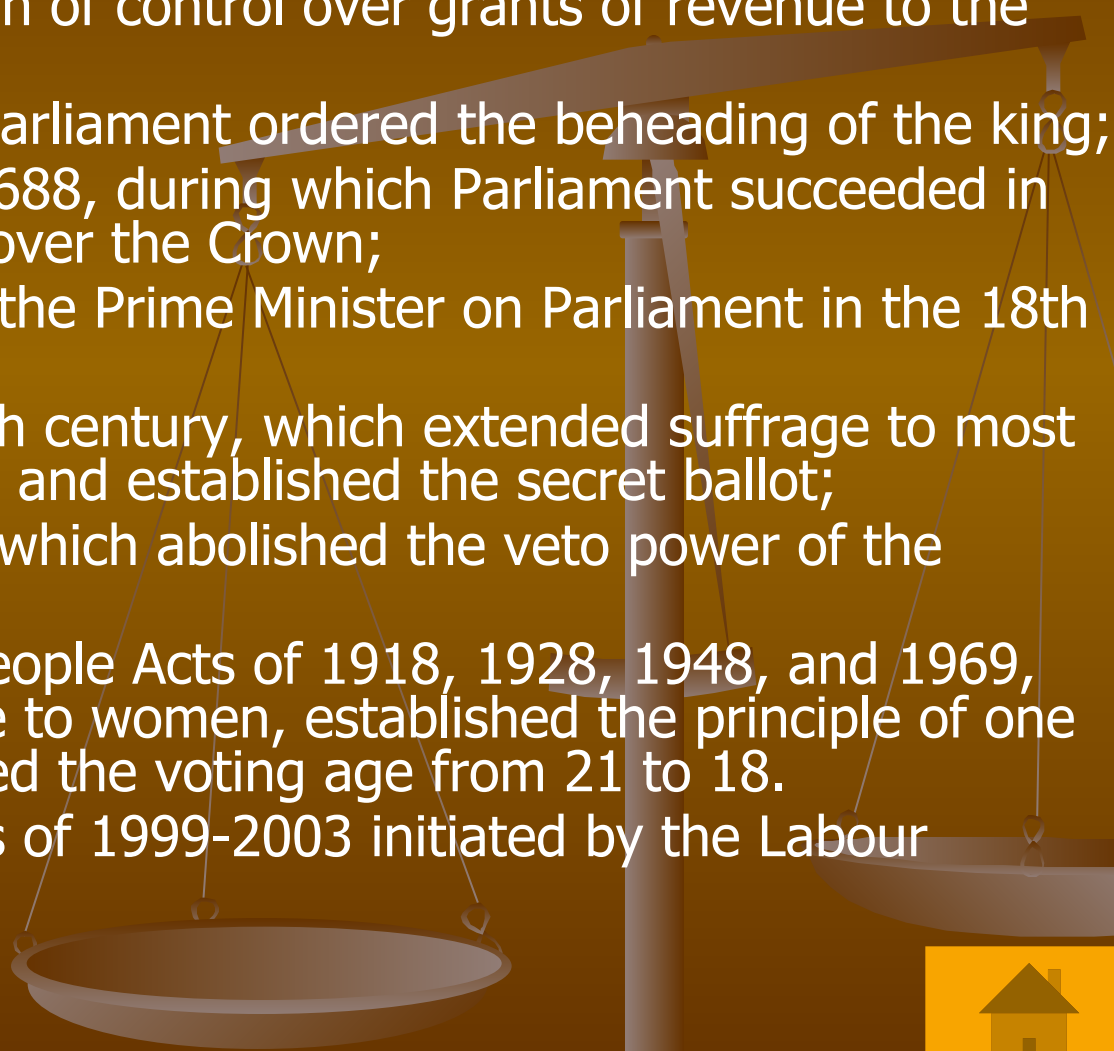 n of control over grants of revenue to the
arliament ordered the beheading of the king;
688, during which Parliament succeeded in
over the Crown;
the Prime Minister on Parliament in the 18th
h century, which extended suffrage to most
and established the secret ballot;
which abolished the veto power of the
eople Acts of 1918, 1928, 1948, and 1969,
e to women, established the principle of one
ed the voting age from 21 to 18.
s of 1999-2003 initiated by the Labour